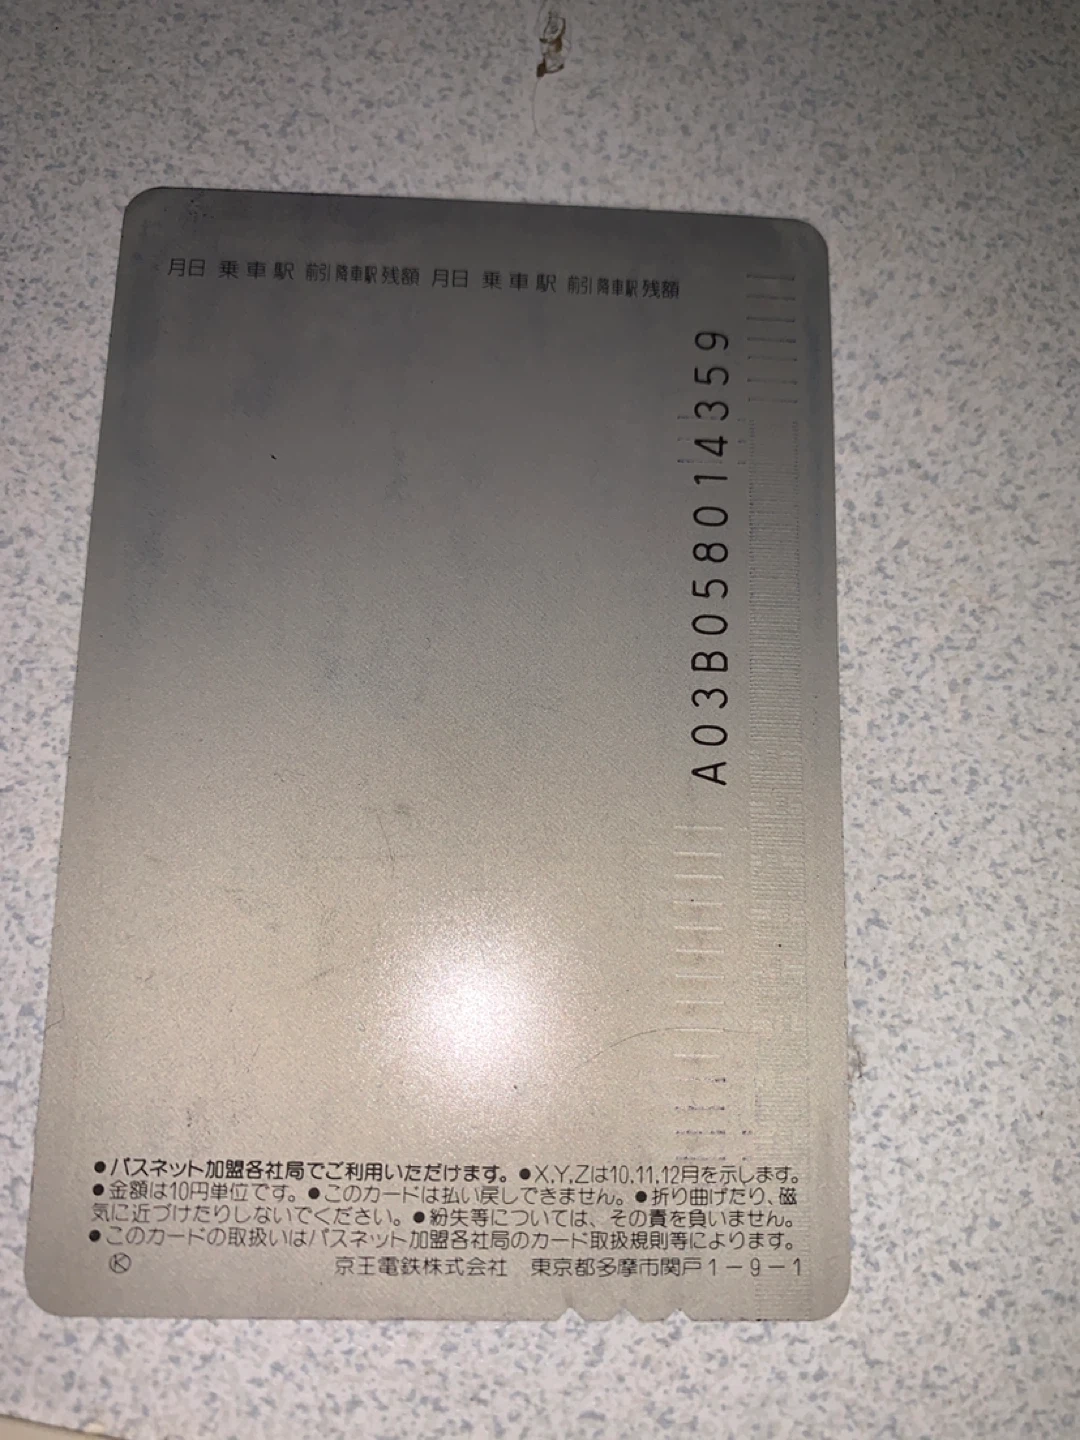 月日 乗車駅 前引 降車駅 残額 月日 乗車駅 前引 降車駅 残額
A03B058014359
●パスネット加盟各社局でご利用いただけます。●X,Y,Zは10,11,12月を示します。
●金額は10円単位です。●このカードは払い戻しできません。●折り曲げたり、磁
気に近づけたりしないでください。●紛失等については、その責を負いません。
●このカードの取扱いはパスネット加盟各社局のカード取扱規則等によります。
Ⓚ 京王電鉄株式会社 東京都多摩市関戸1-9-1